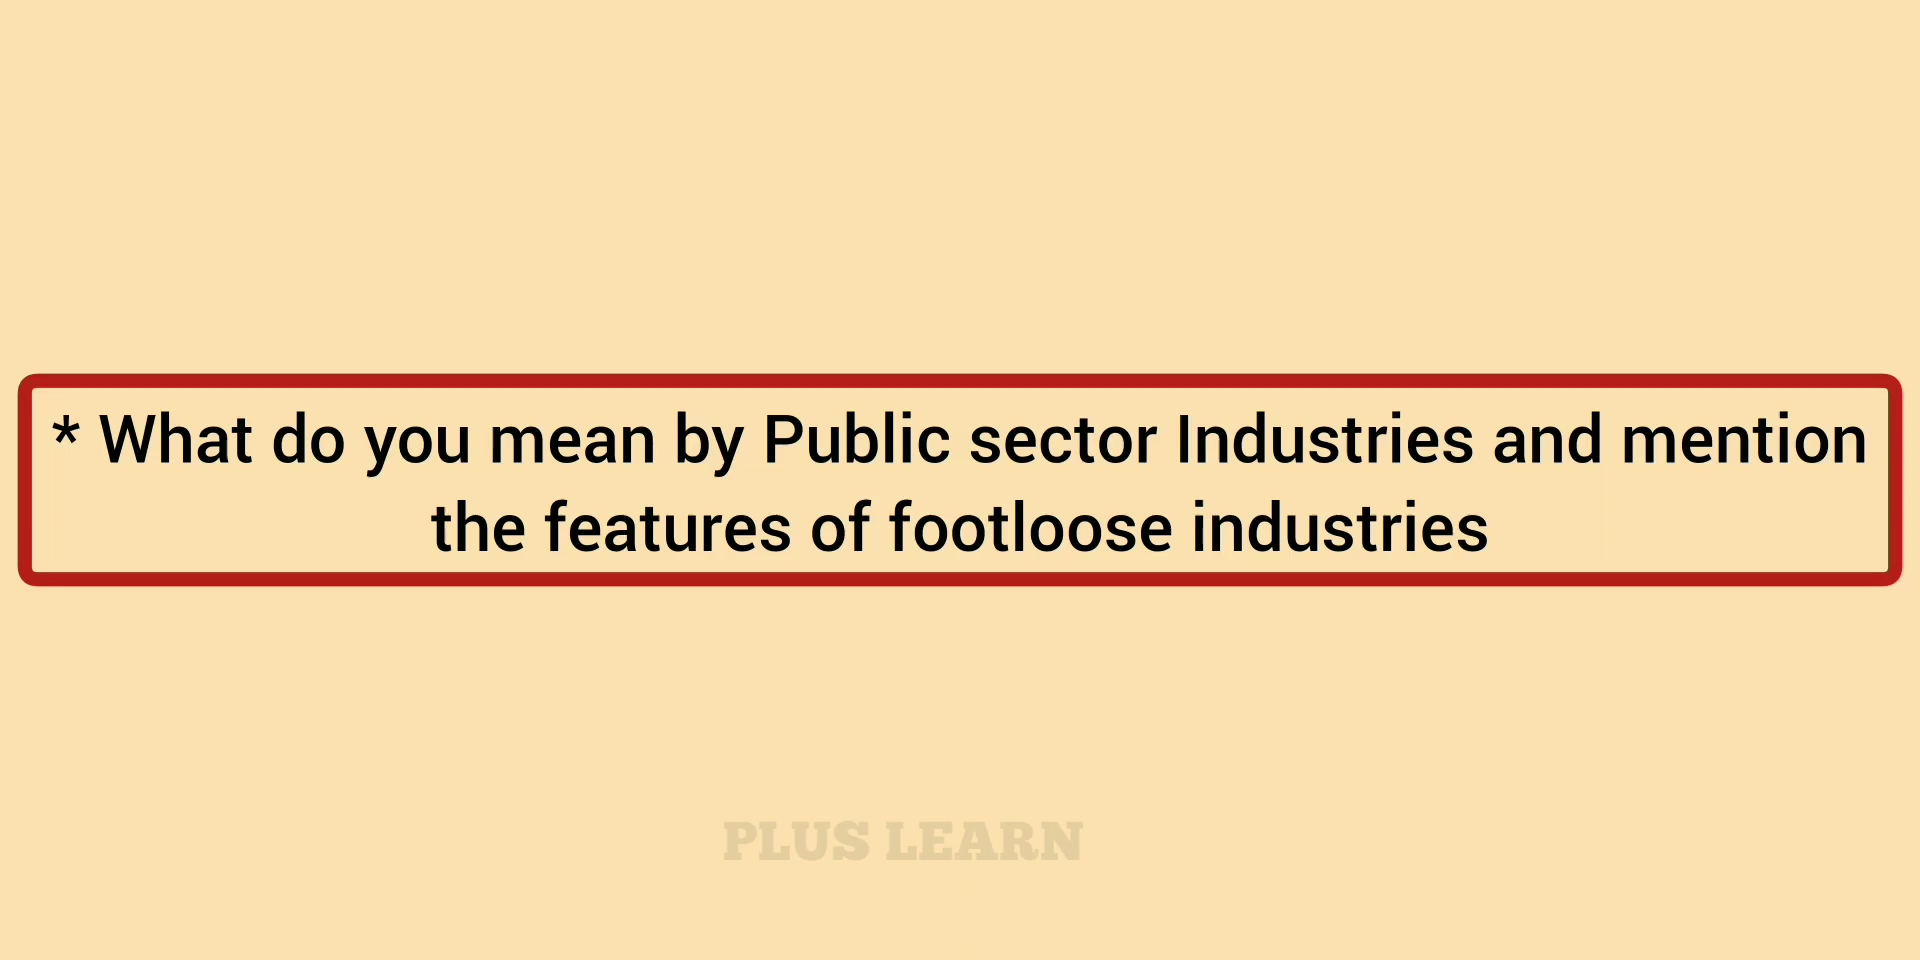 * What do you mean by Public sector Industries and mention
the features of footloose industries
PLUS LEARN